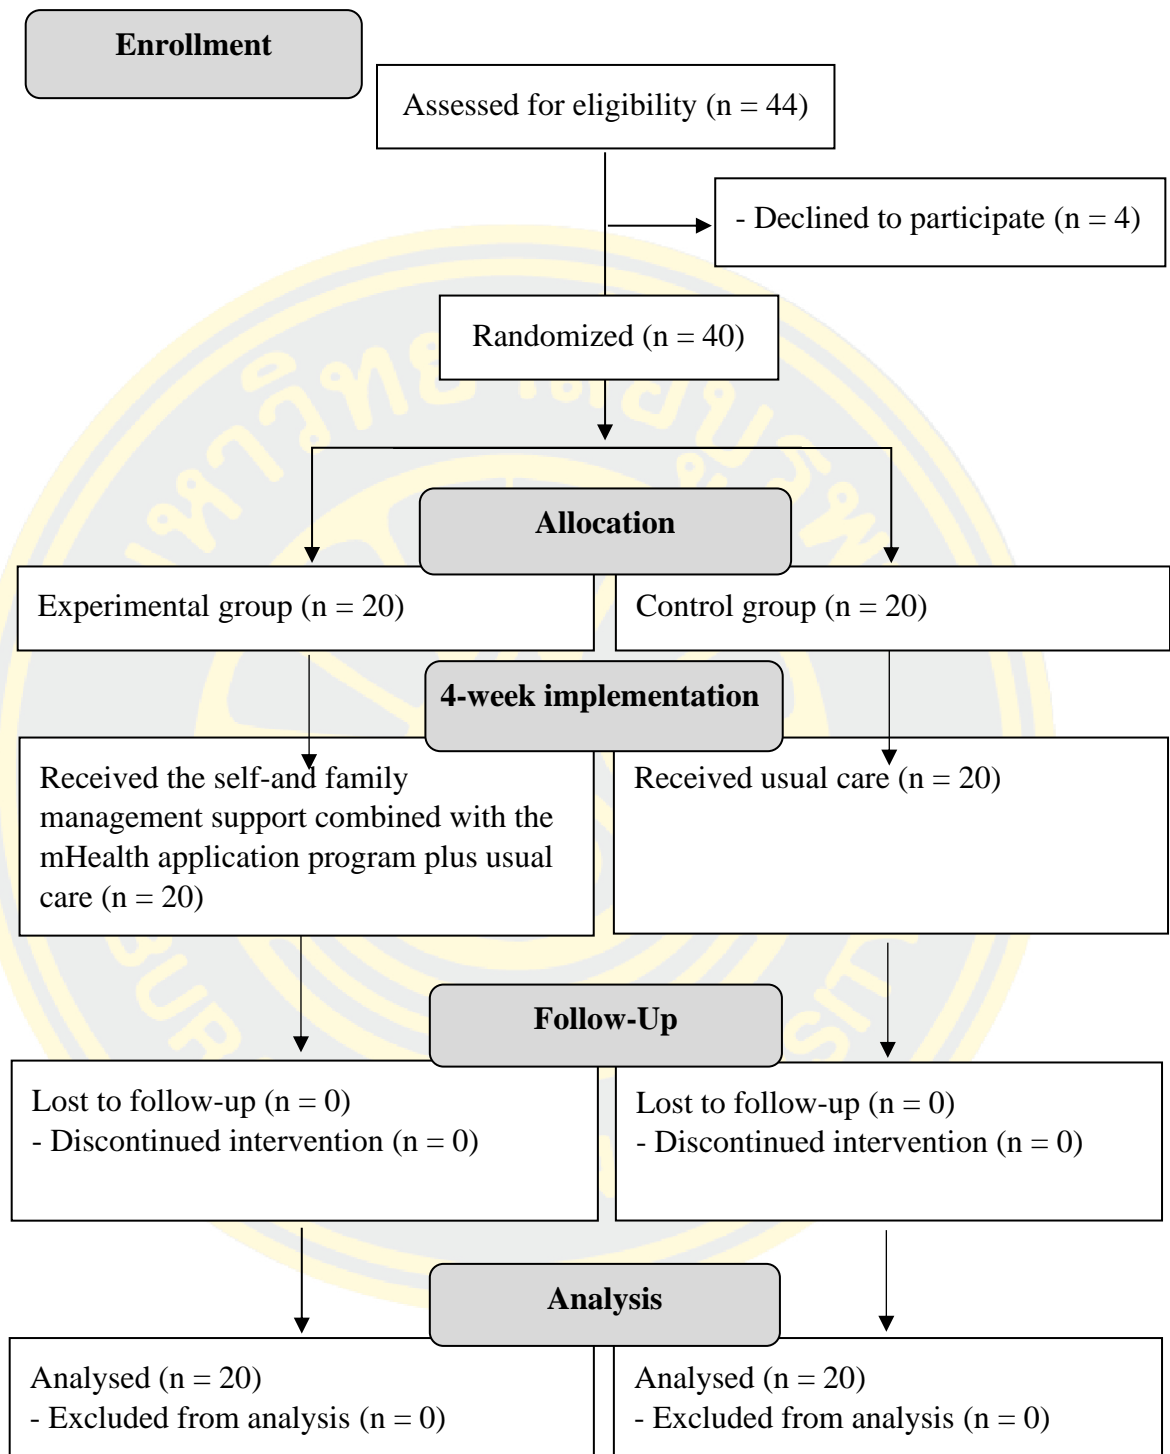 Enrollment
Assessed for eligibility (n = 44)
- Declined to participate (n = 4)
Randomized (n = 40)
Allocation
Experimental group (n = 20)
Control group (n = 20)
4-week implementation
Received the self-and family
management support combined with the
mHealth application program plus usual
care (n = 20)
Received usual care (n = 20)
Follow-Up
Lost to follow-up (n = 0)
- Discontinued intervention (n = 0)
Lost to follow-up (n = 0)
- Discontinued intervention (n = 0)
Analysis
Analysed (n = 20)
- Excluded from analysis (n = 0)
Analysed (n = 20)
- Excluded from analysis (n = 0)